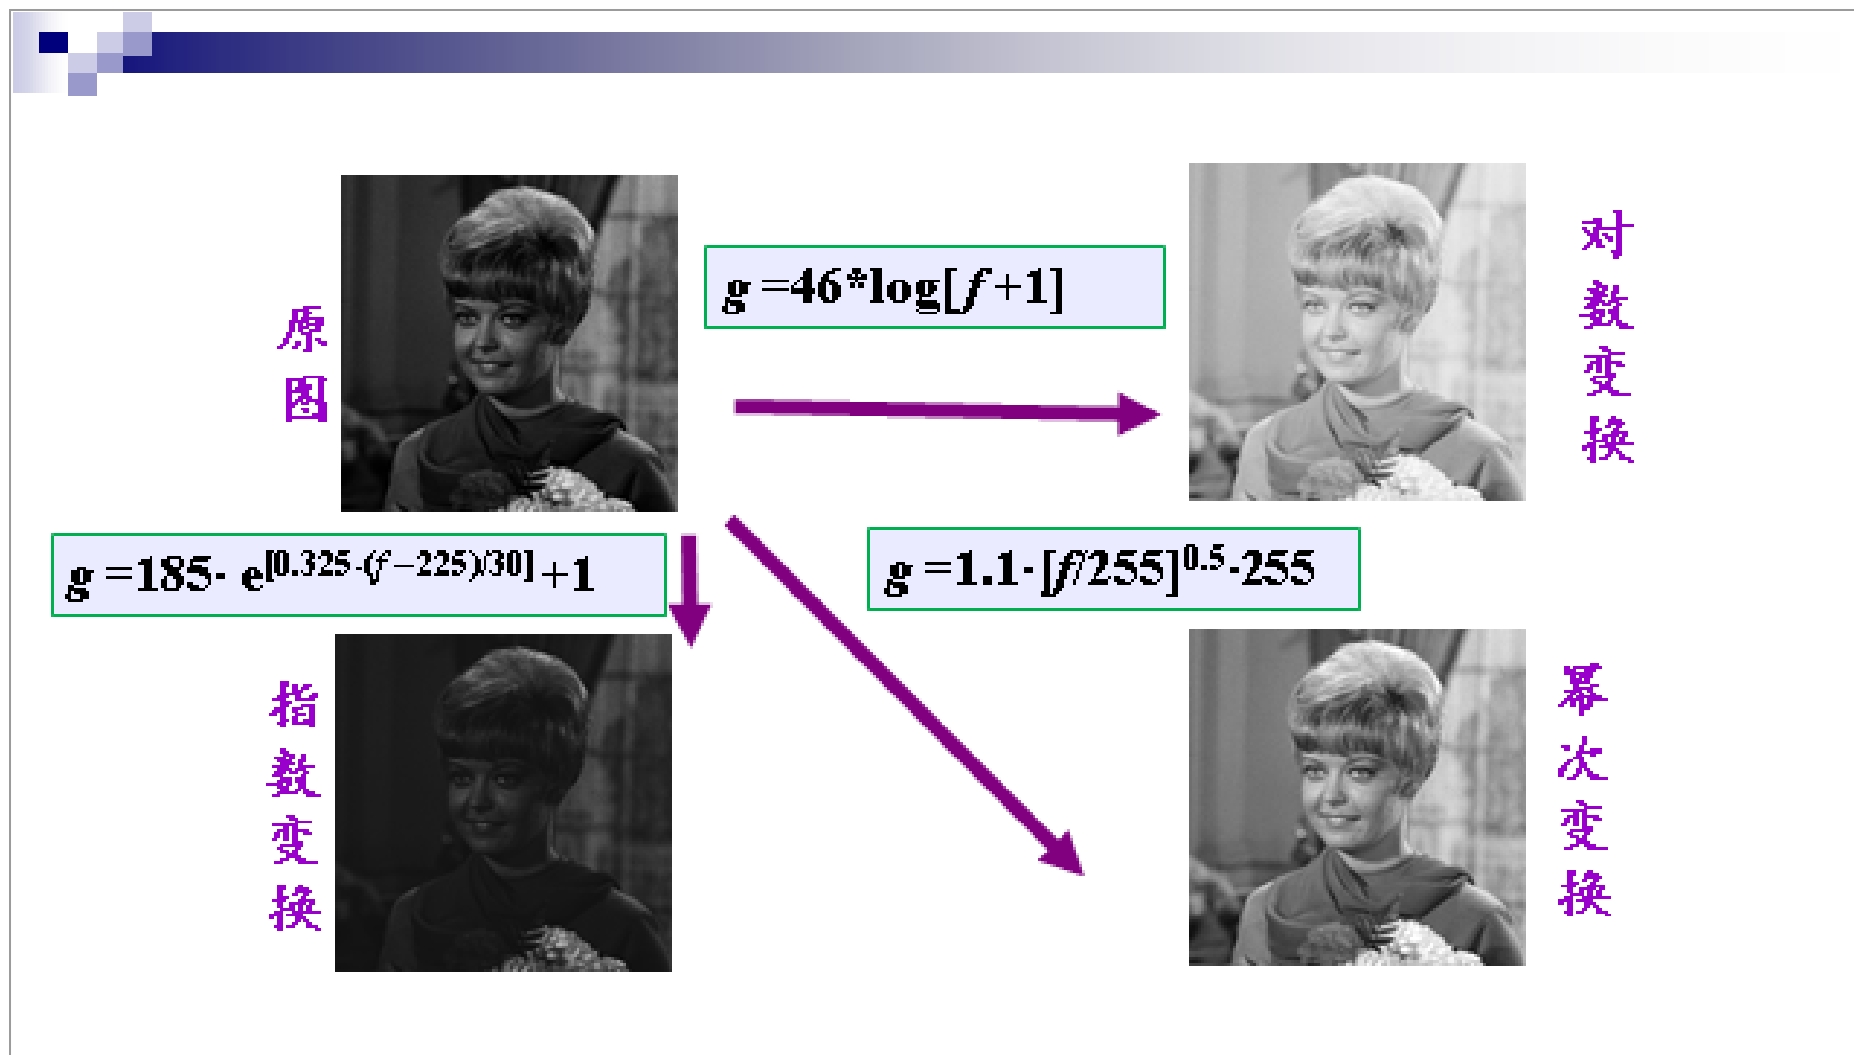 原图
g =46*log[f +1]
对数变换
g =185· e[0.325·(f −225)/30] +1
g =1.1·[f/255]0.5·255
指数变换
幂次变换